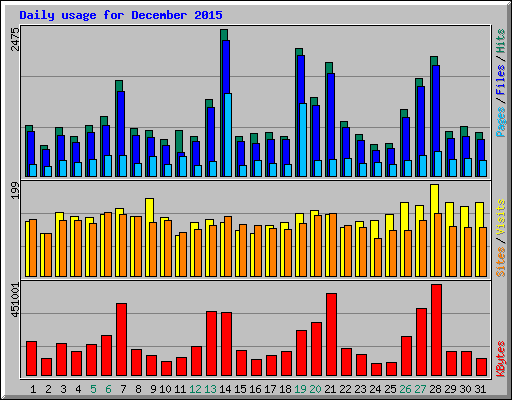 Daily usage for December 2015
2475
Pages / Files / Hits
199
Sites / Visits
451001
KBytes
1 2 3 4 5 6 7 8 9 10 11 12 13 14 15 16 17 18 19 20 21 22 23 24 25 26 27 28 29 30 31